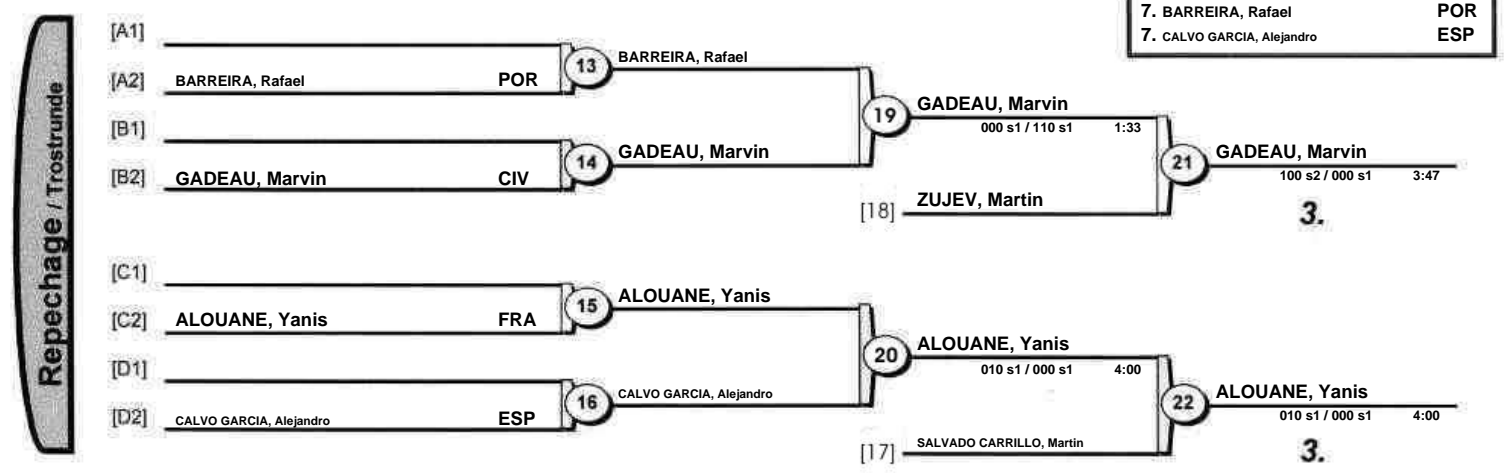 7. BARREIRA, Rafael POR
7. CALVO GARCIA, Alejandro ESP
Repechage / Trostrunde
[A1]
[A2] BARREIRA, Rafael POR
13 BARREIRA, Rafael
[B1]
[B2] GADEAU, Marvin CIV
14 GADEAU, Marvin
19 GADEAU, Marvin
000 s1 / 110 s1 1:33
[18] ZUJEV, Martin
21 GADEAU, Marvin
100 s2 / 000 s1 3:47
3.
[C1]
[C2] ALOUANE, Yanis FRA
15 ALOUANE, Yanis
[D1]
[D2] CALVO GARCIA, Alejandro ESP
16 CALVO GARCIA, Alejandro
20 ALOUANE, Yanis
010 s1 / 000 s1 4:00
[17] SALVADO CARRILLO, Martin
22 ALOUANE, Yanis
010 s1 / 000 s1 4:00
3.